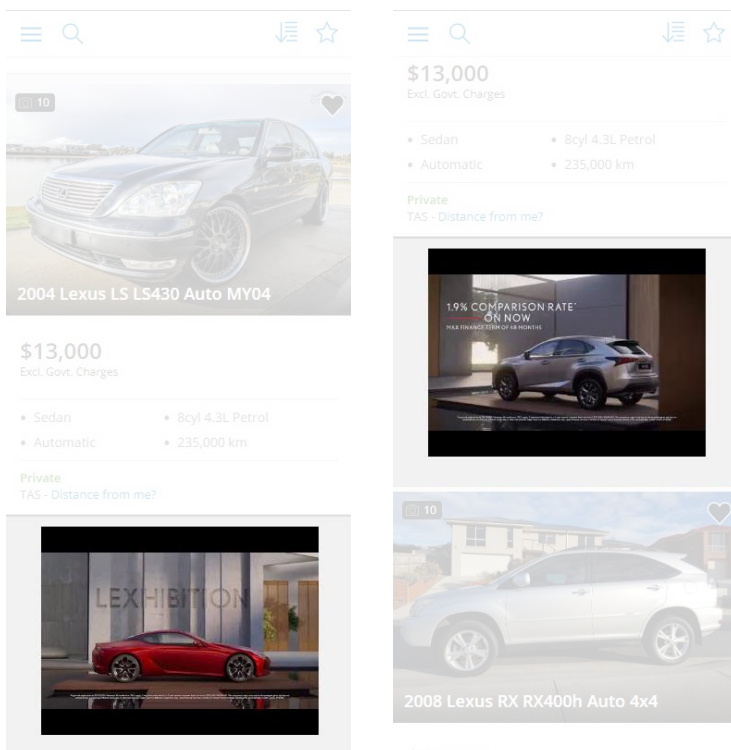 10
2004 Lexus LS LS430 Auto MY04
$13,000
Excl. Govt. Charges
• Sedan
• 8cyl 4.3L Petrol
• Automatic
• 235,000 km
Private
TAS - Distance from me?
LEXHIBITION
$13,000
Excl. Govt. Charges
• Sedan
• 8cyl 4.3L Petrol
• Automatic
• 235,000 km
Private
TAS - Distance from me?
1.9% COMPARISON RATE*
ON NOW
MAX FINANCE TERM OF 48 MONTHS
10
2008 Lexus RX RX400h Auto 4x4